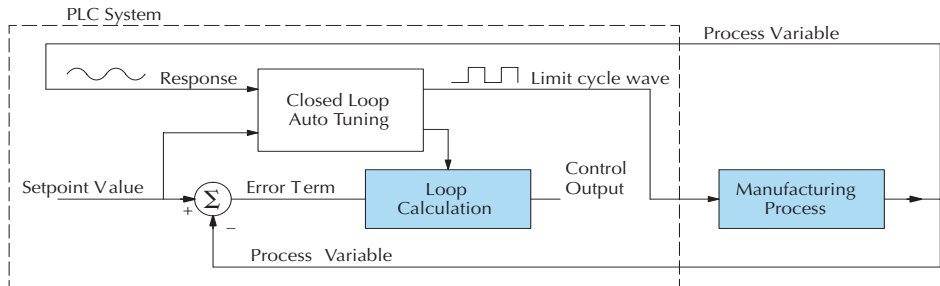 PLC System
Process Variable
Response
Limit cycle wave
Closed Loop
Auto Tuning
Setpoint Value
Error Term
Loop
Calculation
Control
Output
Manufacturing
Process
Σ
+
−
Process Variable